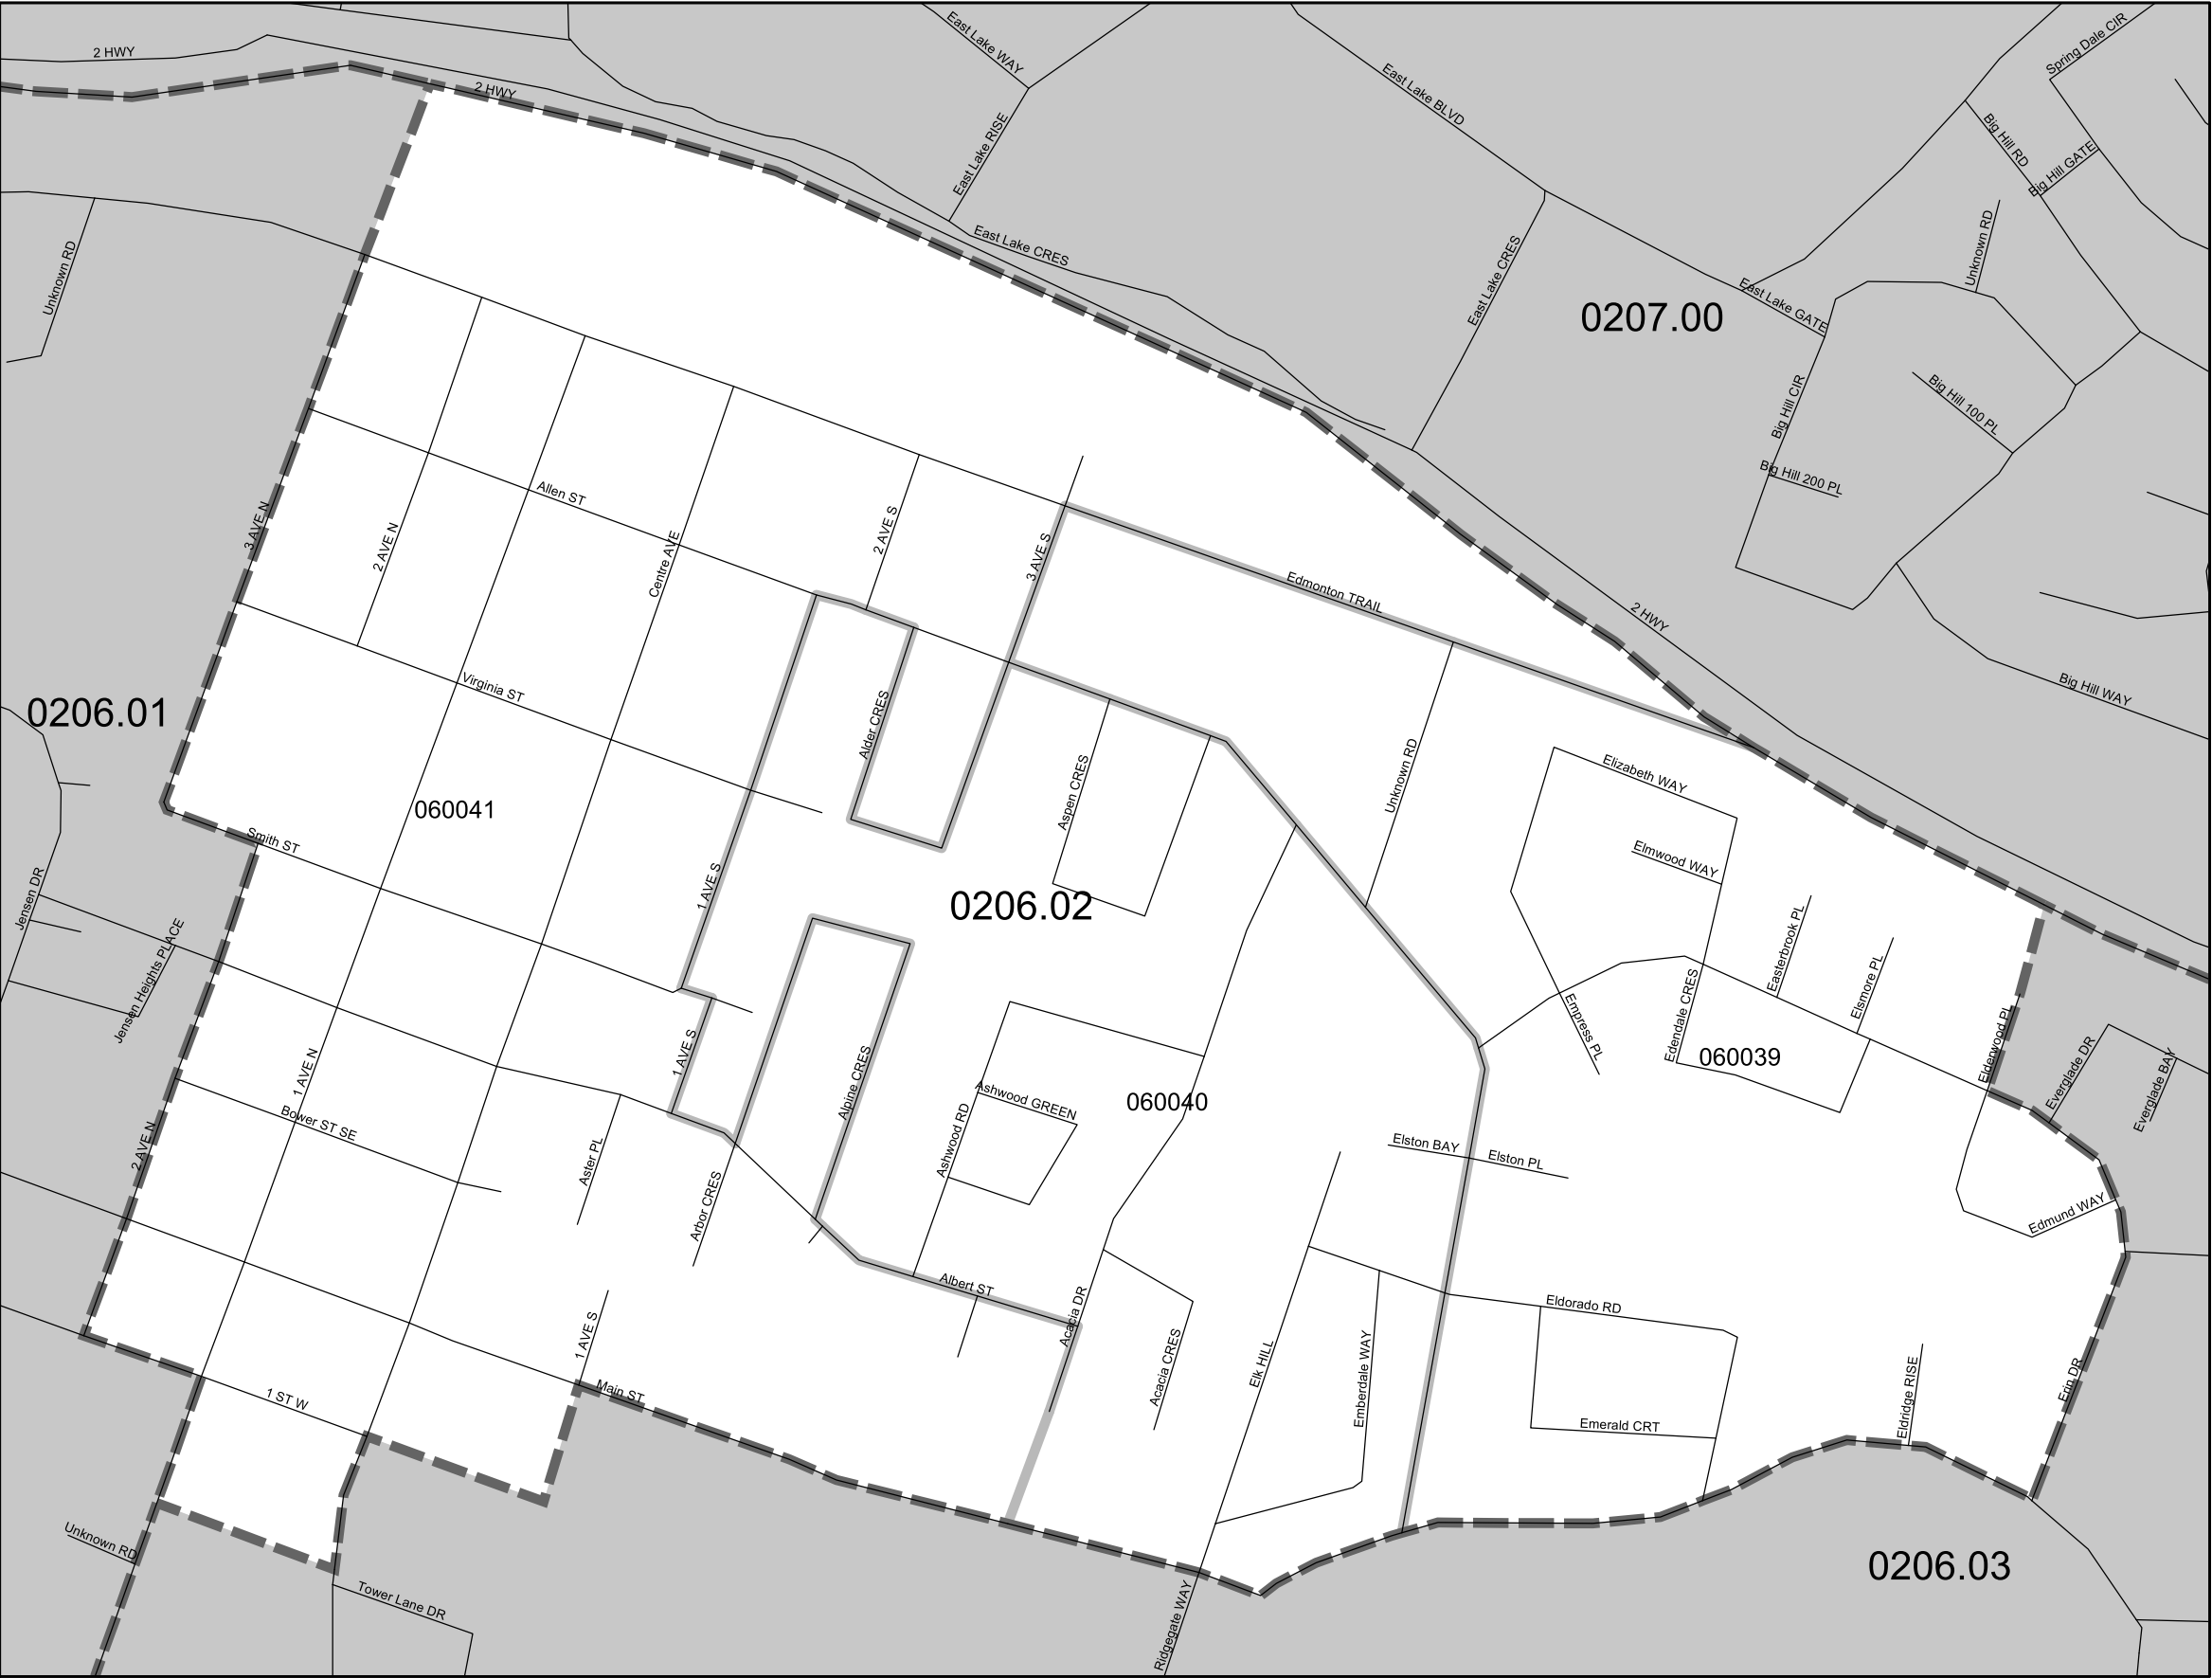 East Lake WAY
Spring Dale CIR
2 HWY
2 HWY
East Lake BLVD
East Lake RISE
Big Hill RD
Big Hill GATE
Unknown RD
East Lake CRES
East Lake CRES
Unknown RD
East Lake GATE
0207.00
Big Hill CIR
Big Hill 100 PL
Big Hill 200 PL
Allen ST
3 AVE N
2 AVE N
Centre AVE
2 AVE S
3 AVE S
Edmonton TRAIL
2 HWY
0206.01
Virginia ST
Alder CRES
Big Hill WAY
Aspen CRES
Unknown RD
Elizabeth WAY
060041
Smith ST
Elmwood WAY
Jensen DR
1 AVE S
0206.02
Easterbrook PL
Elsmore PL
Jensen Heights PLACE
Edendale CRES
Empress PL
Elderwood PL
060039
1 AVE S
1 AVE N
Alpine CRES
Everglade DR
Everglade BAY
Ashwood GREEN
060040
Bower ST SE
2 AVE N
Aster PL
Ashwood RD
Elston BAY
Elston PL
Arbor CRES
Edmund WAY
Albert ST
Acacia DR
Eldorado RD
1 AVE S
Acacia CRES
Elk HILL
Emberdale WAY
Eldridge RISE
Erin DR
Main ST
1 ST W
Emerald CRT
Unknown RD
0206.03
Tower Lane DR
Ridgegate WAY